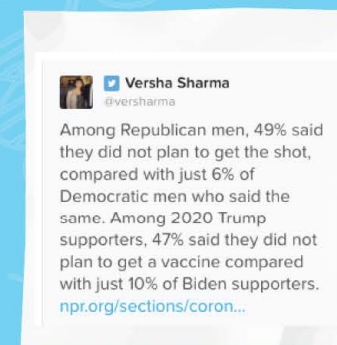 Versha Sharma
@versharma
Among Republican men, 49% said
they did not plan to get the shot,
compared with just 6% of
Democratic men who said the
same. Among 2020 Trump
supporters, 47% said they did not
plan to get a vaccine compared
with just 10% of Biden supporters.
npr.org/sections/coron...